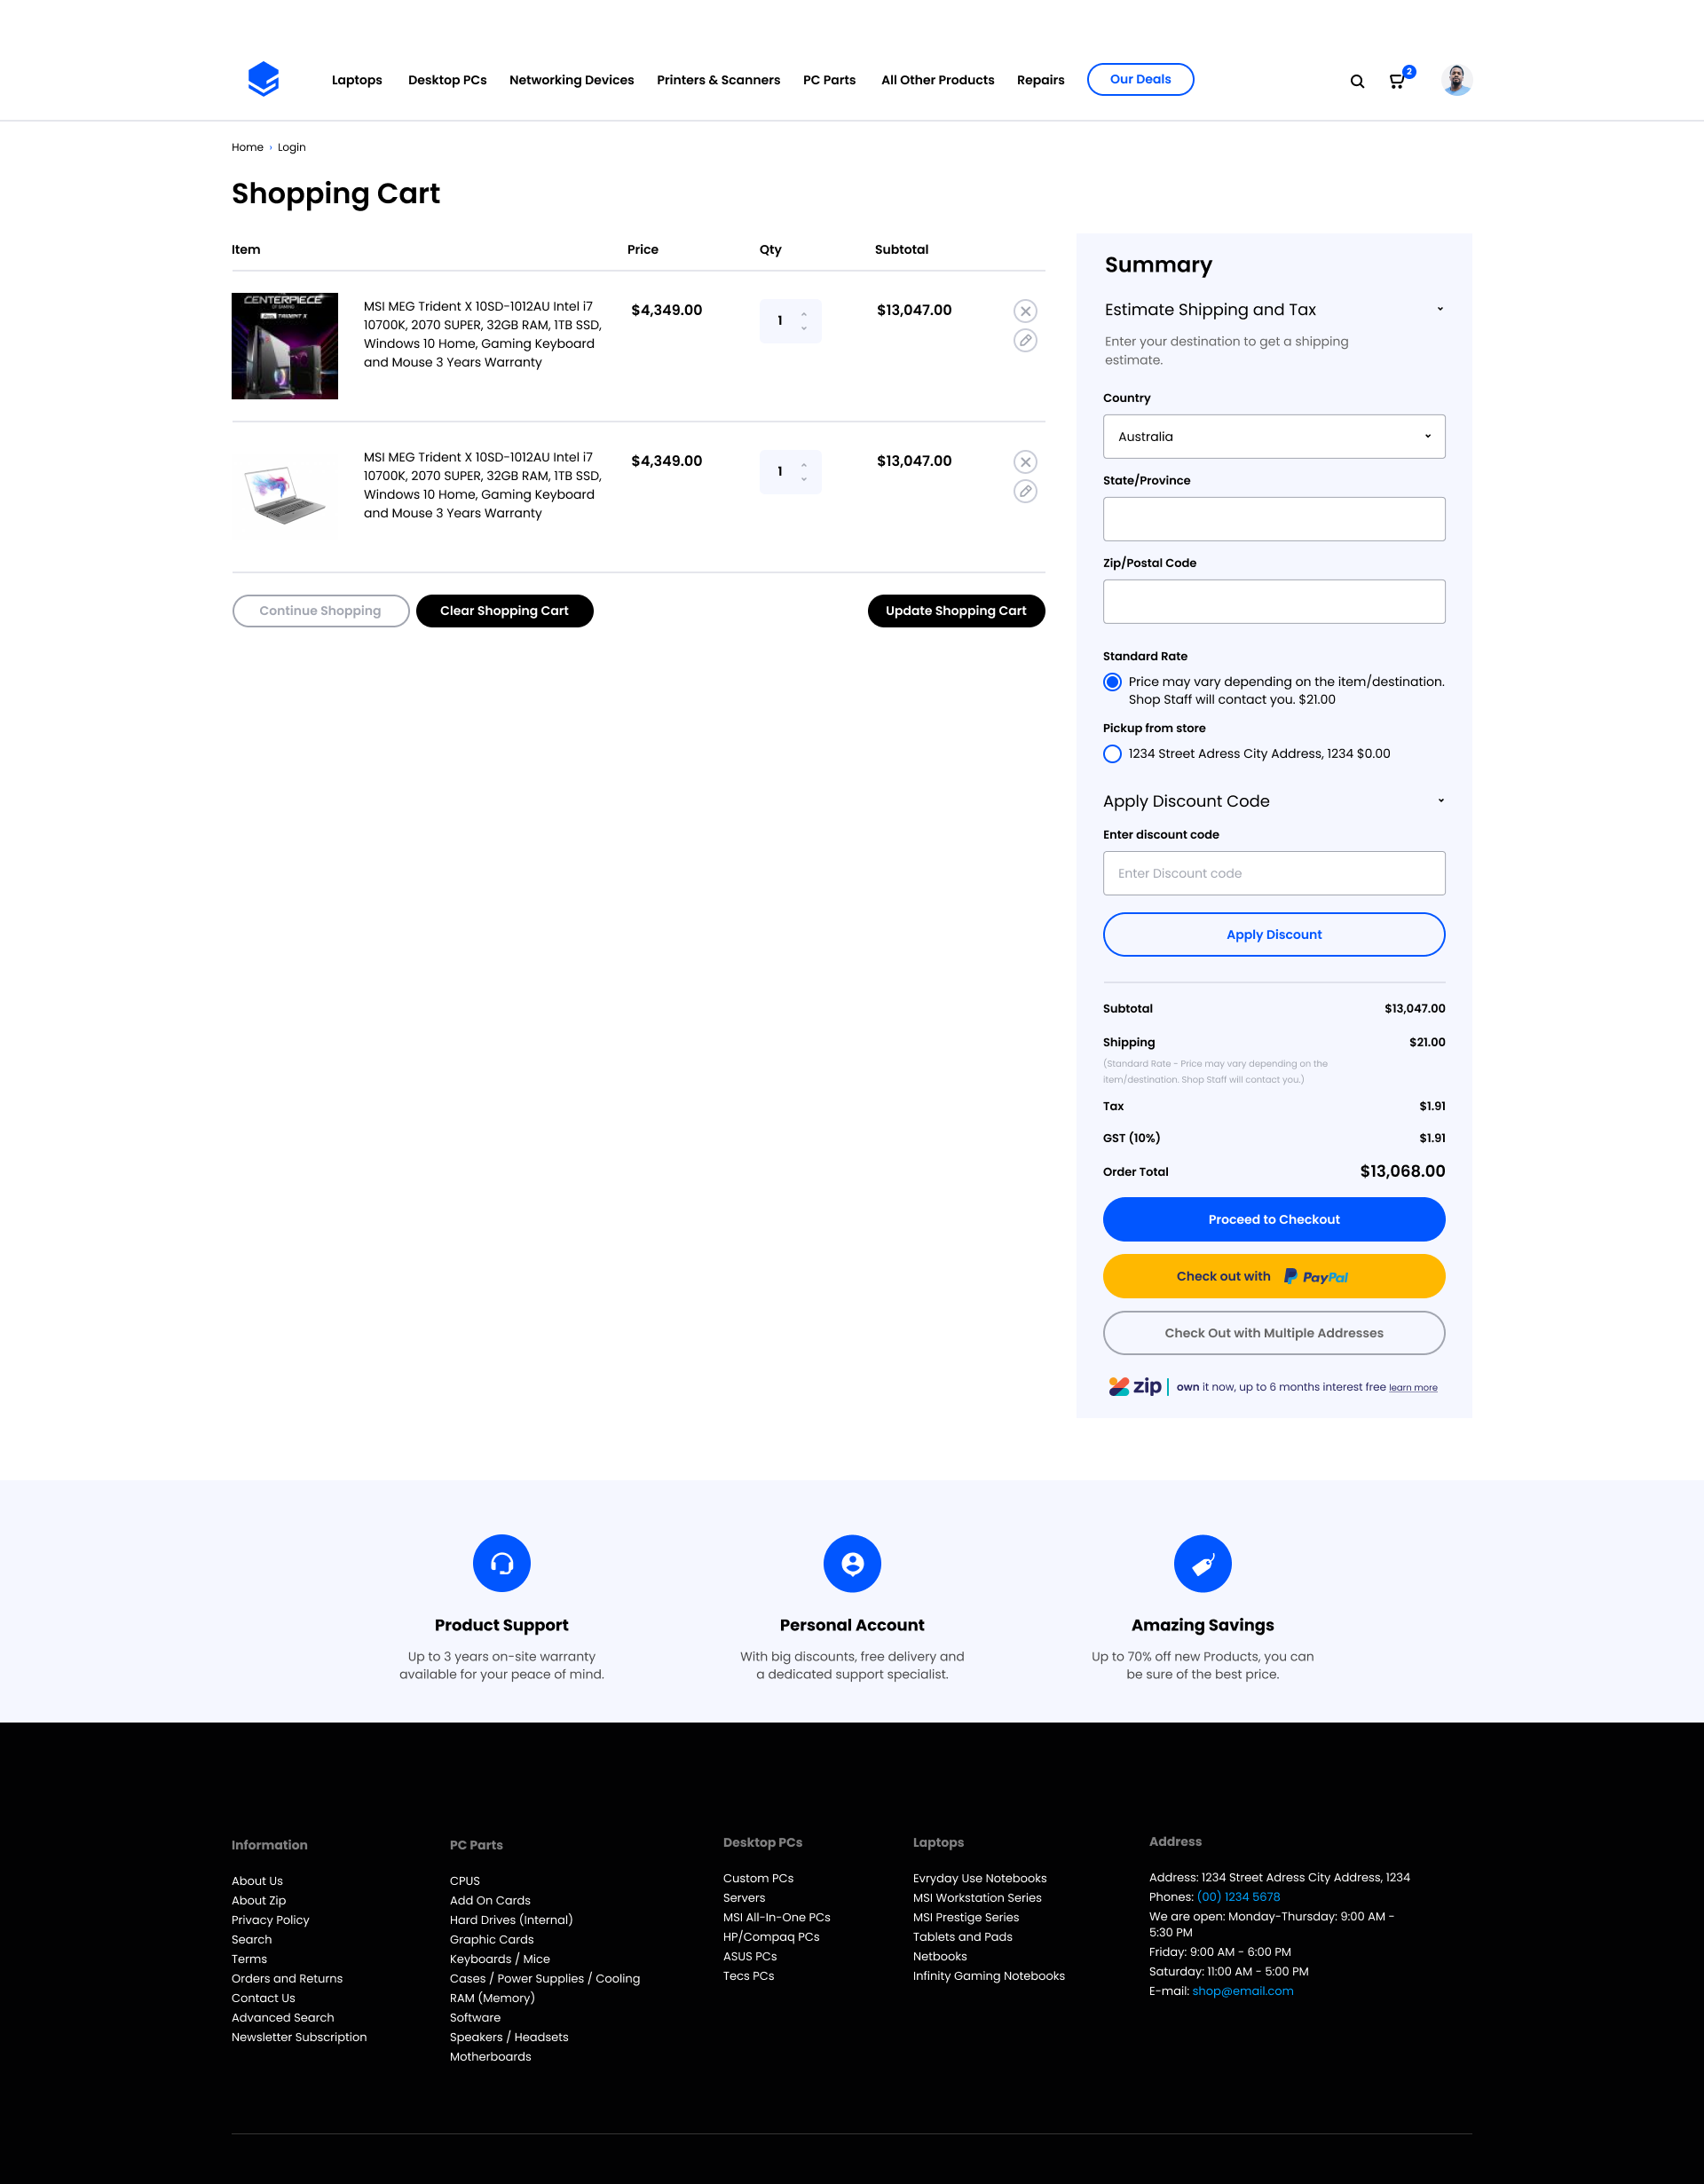 Laptops
Desktop PCs
Networking Devices
Printers & Scanners
PC Parts
All Other Products
Repairs
Our Deals
2
Home › Login
Shopping Cart
Item
Price
Qty
Subtotal
CENTERPIECE
OF GAMING
TRIDENT X
MSI MEG Trident X 10SD-1012AU Intel i7
10700K, 2070 SUPER, 32GB RAM, 1TB SSD,
Windows 10 Home, Gaming Keyboard
and Mouse 3 Years Warranty
$4,349.00
1
$13,047.00
MSI MEG Trident X 10SD-1012AU Intel i7
10700K, 2070 SUPER, 32GB RAM, 1TB SSD,
Windows 10 Home, Gaming Keyboard
and Mouse 3 Years Warranty
$4,349.00
1
$13,047.00
Continue Shopping
Clear Shopping Cart
Update Shopping Cart
Summary
Estimate Shipping and Tax
Enter your destination to get a shipping
estimate.
Country
Australia
State/Province
Zip/Postal Code
Standard Rate
Price may vary depending on the item/destination.
Shop Staff will contact you. $21.00
Pickup from store
1234 Street Adress City Address, 1234 $0.00
Apply Discount Code
Enter discount code
Enter Discount code
Apply Discount
Subtotal
$13,047.00
Shipping
$21.00
(Standard Rate - Price may vary depending on the
item/destination. Shop Staff will contact you.)
Tax
$1.91
GST (10%)
$1.91
Order Total
$13,068.00
Proceed to Checkout
Check out with PayPal
Check Out with Multiple Addresses
zip own it now, up to 6 months interest free learn more
Product Support
Up to 3 years on-site warranty
available for your peace of mind.
Personal Account
With big discounts, free delivery and
a dedicated support specialist.
Amazing Savings
Up to 70% off new Products, you can
be sure of the best price.
Information
About Us
About Zip
Privacy Policy
Search
Terms
Orders and Returns
Contact Us
Advanced Search
Newsletter Subscription
PC Parts
CPUS
Add On Cards
Hard Drives (Internal)
Graphic Cards
Keyboards / Mice
Cases / Power Supplies / Cooling
RAM (Memory)
Software
Speakers / Headsets
Motherboards
Desktop PCs
Custom PCs
Servers
MSI All-In-One PCs
HP/Compaq PCs
ASUS PCs
Tecs PCs
Laptops
Evryday Use Notebooks
MSI Workstation Series
MSI Prestige Series
Tablets and Pads
Netbooks
Infinity Gaming Notebooks
Address
Address: 1234 Street Adress City Address, 1234
Phones: (00) 1234 5678
We are open: Monday-Thursday: 9:00 AM -
5:30 PM
Friday: 9:00 AM - 6:00 PM
Saturday: 11:00 AM - 5:00 PM
E-mail: shop@email.com